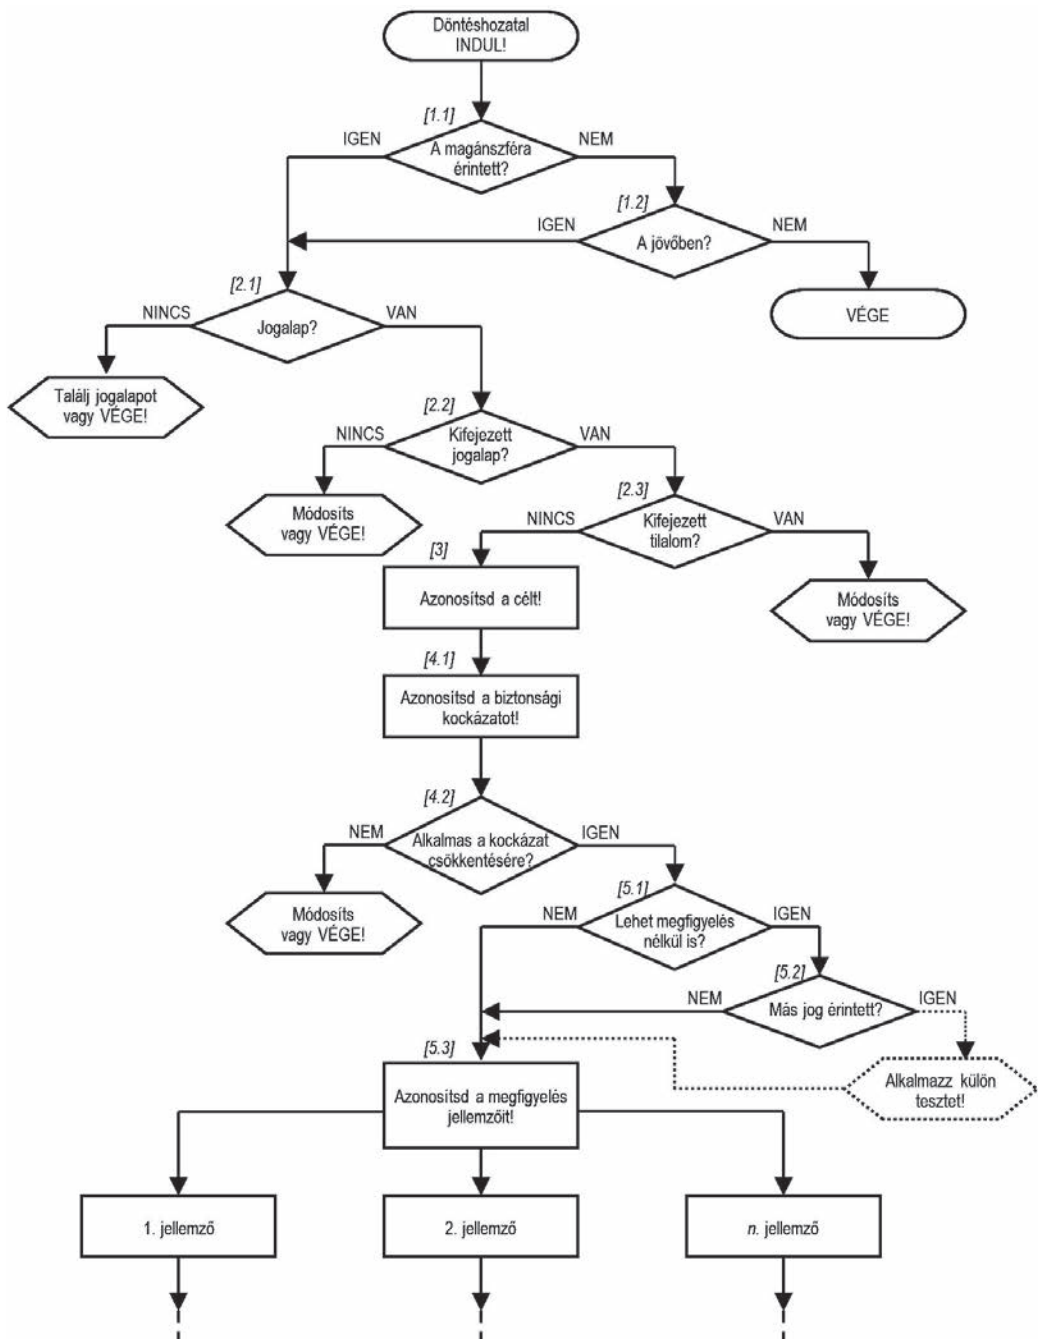 Döntéshozatal
INDUL!
[1.1]
IGEN
NEM
A magánszféra
érintett?
[1.2]
IGEN
NEM
A jövőben?
[2.1]
NINCS
VAN
VÉGE
Jogalap?
Találj jogalapot
vagy VÉGE!
[2.2]
NINCS
VAN
Kifejezett
jogalap?
[2.3]
Módosíts
vagy VÉGE!
NINCS
VAN
Kifejezett
tilalom?
[3]
Azonosítsd a célt!
Módosíts
vagy VÉGE!
[4.1]
Azonosítsd a biztonsági
kockázatot!
[4.2]
NEM
IGEN
Alkalmas a kockázat
csökkentésére?
[5.1]
Módosíts
vagy VÉGE!
NEM
IGEN
Lehet megfigyelés
nélkül is?
[5.2]
NEM
IGEN
Más jog érintett?
[5.3]
Alkalmazz külön
tesztet!
Azonosítsd a megfigyelés
jellemzőit!
1. jellemző
2. jellemző
n. jellemző